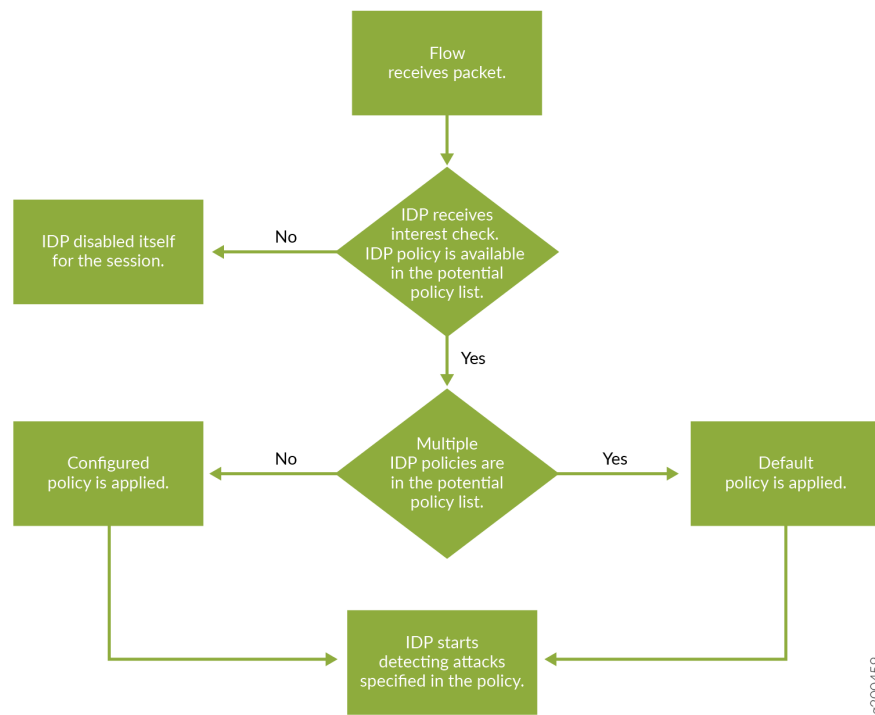 Flow
receives packet.
IDP receives
interest check.
IDP policy is available
in the potential
policy list.
No
IDP disabled itself
for the session.
Yes
Multiple
IDP policies are
in the potential
policy list.
No
Configured
policy is applied.
Yes
Default
policy is applied.
IDP starts
detecting attacks
specified in the policy.